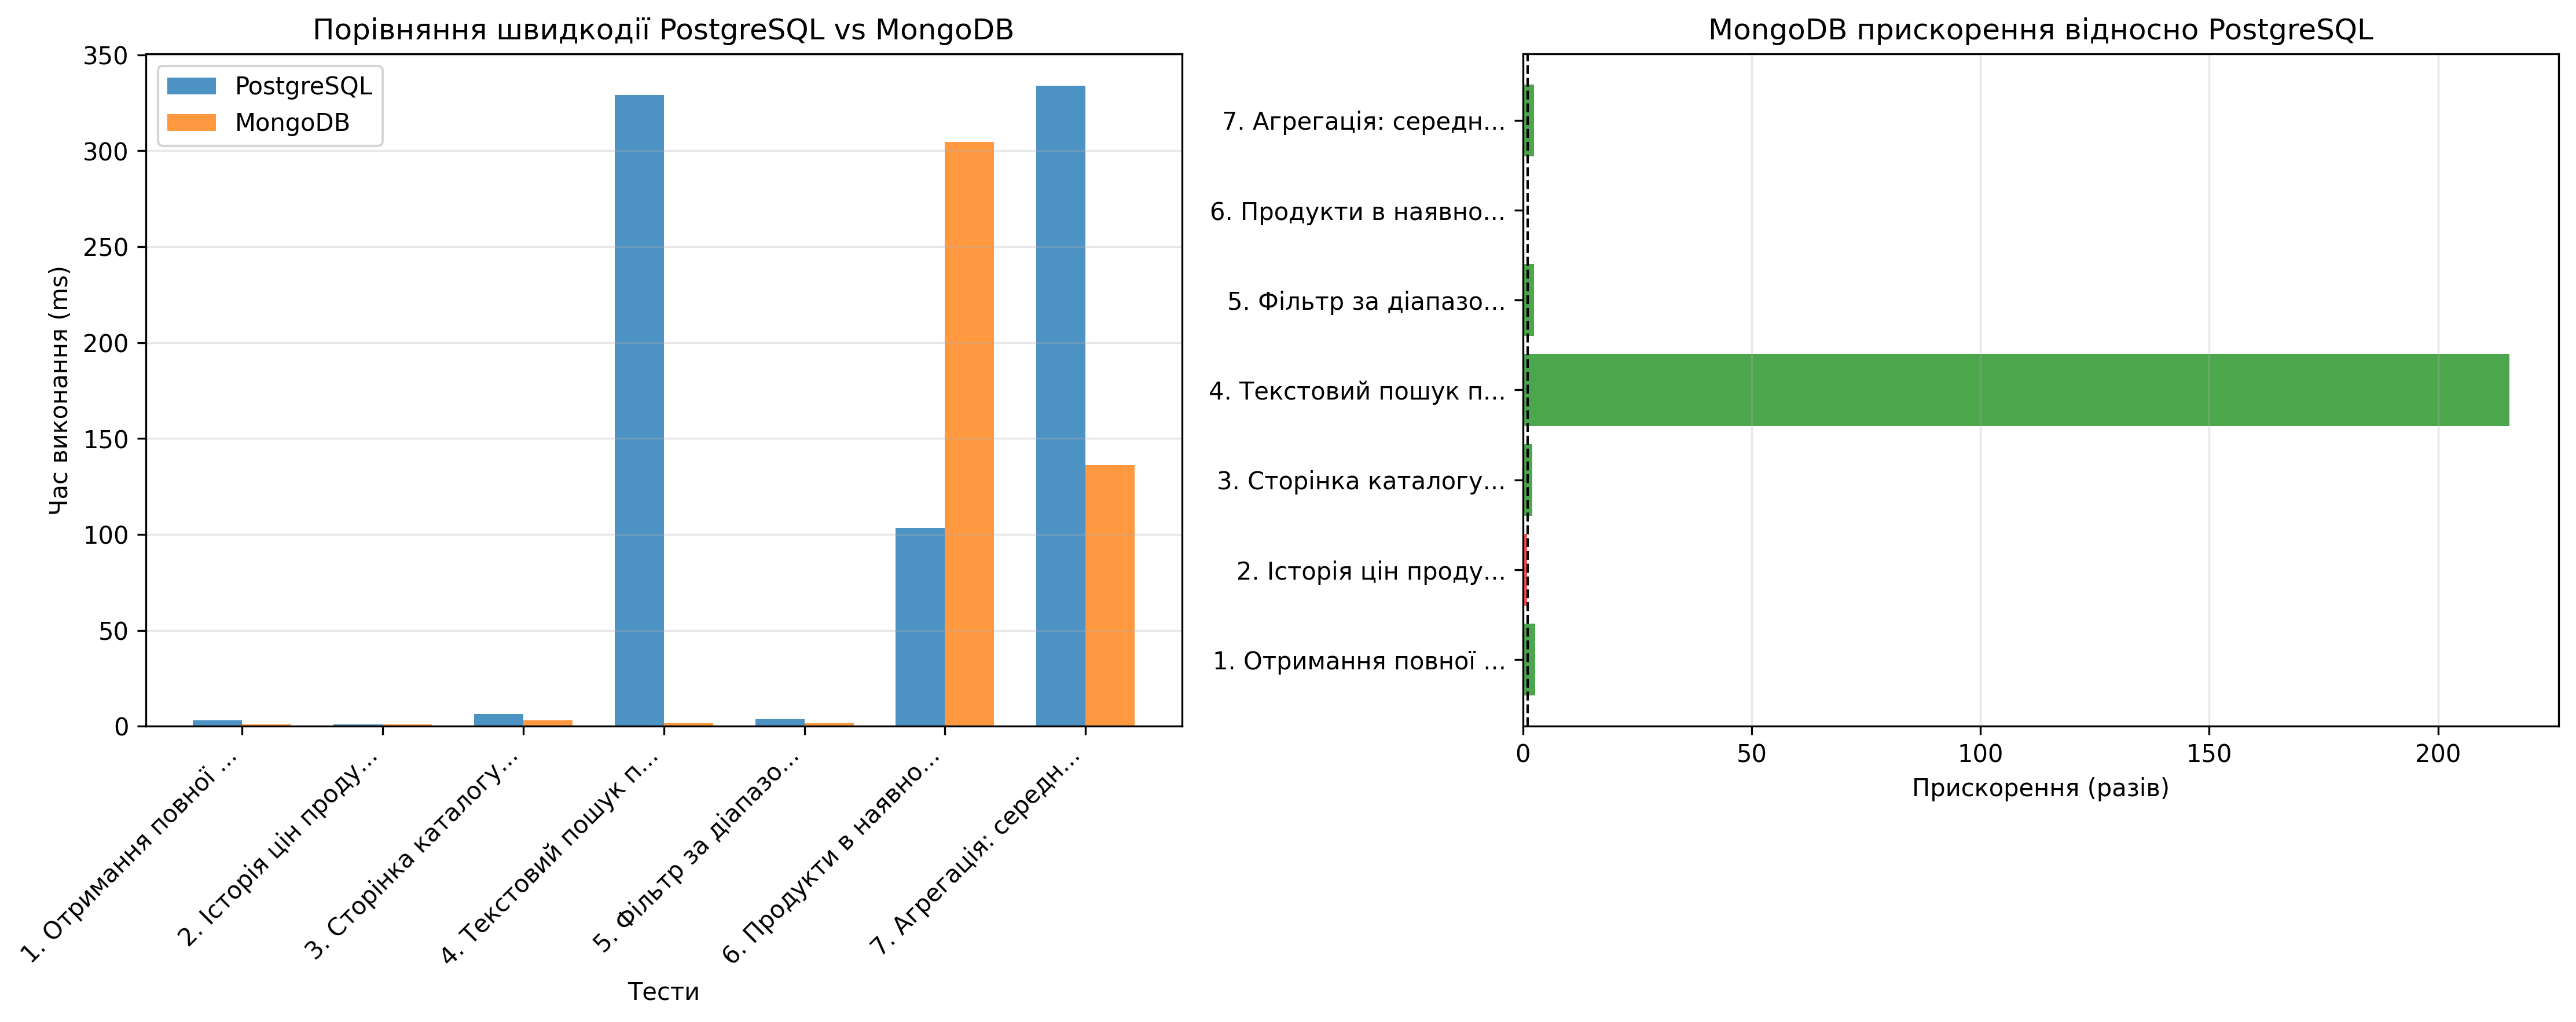 Порівняння швидкодії PostgreSQL vs MongoDB
PostgreSQL
MongoDB
Час виконання (ms)
350
300
250
200
150
100
50
0
1. Отримання повної ...
2. Історія цін проду...
3. Сторінка каталогу...
4. Текстовий пошук п...
5. Фільтр за діапазо...
6. Продукти в наявно...
7. Агрегація: середн...
Тести
MongoDB прискорення відносно PostgreSQL
7. Агрегація: середн...
6. Продукти в наявно...
5. Фільтр за діапазо...
4. Текстовий пошук п...
3. Сторінка каталогу...
2. Історія цін проду...
1. Отримання повної ...
0 50 100 150 200
Прискорення (разів)